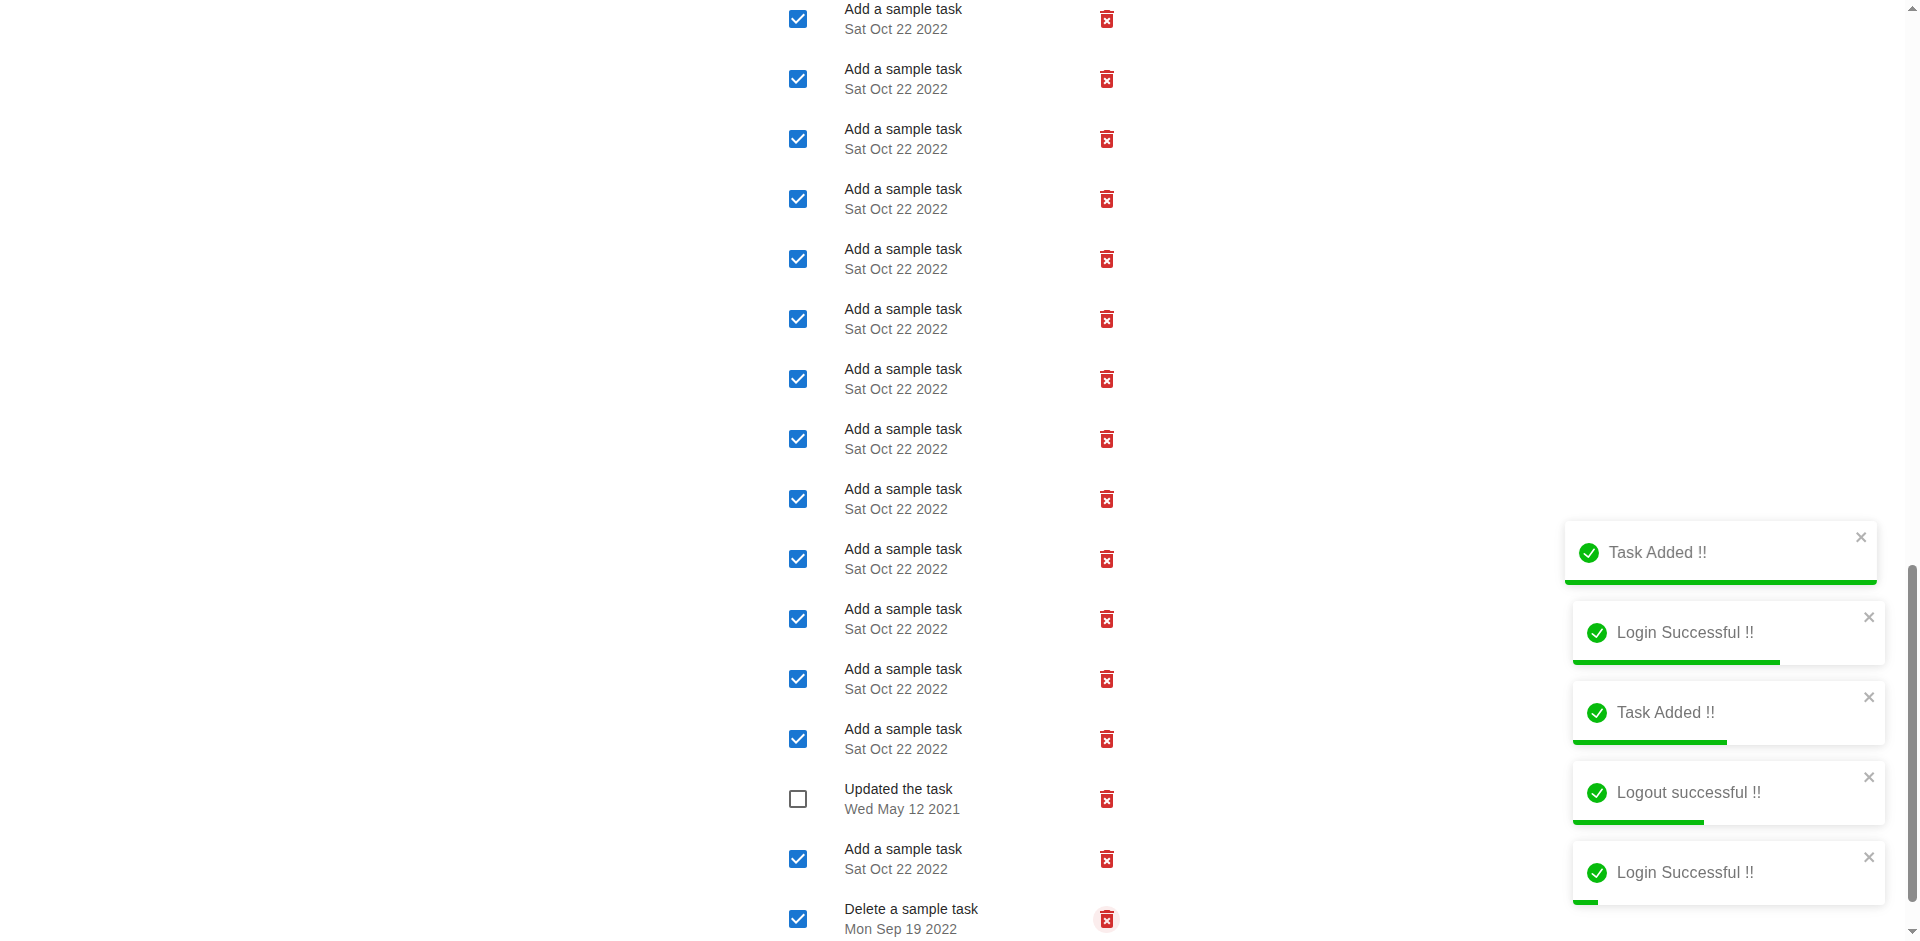 Add a sample task
Sat Oct 22 2022
Add a sample task
Sat Oct 22 2022
Add a sample task
Sat Oct 22 2022
Add a sample task
Sat Oct 22 2022
Add a sample task
Sat Oct 22 2022
Add a sample task
Sat Oct 22 2022
Add a sample task
Sat Oct 22 2022
Add a sample task
Sat Oct 22 2022
Add a sample task
Sat Oct 22 2022
Add a sample task
Sat Oct 22 2022
Add a sample task
Sat Oct 22 2022
Add a sample task
Sat Oct 22 2022
Add a sample task
Sat Oct 22 2022
Updated the task
Wed May 12 2021
Add a sample task
Sat Oct 22 2022
Delete a sample task
Mon Sep 19 2022
Task Added !!
Login Successful !!
Task Added !!
Logout successful !!
Login Successful !!